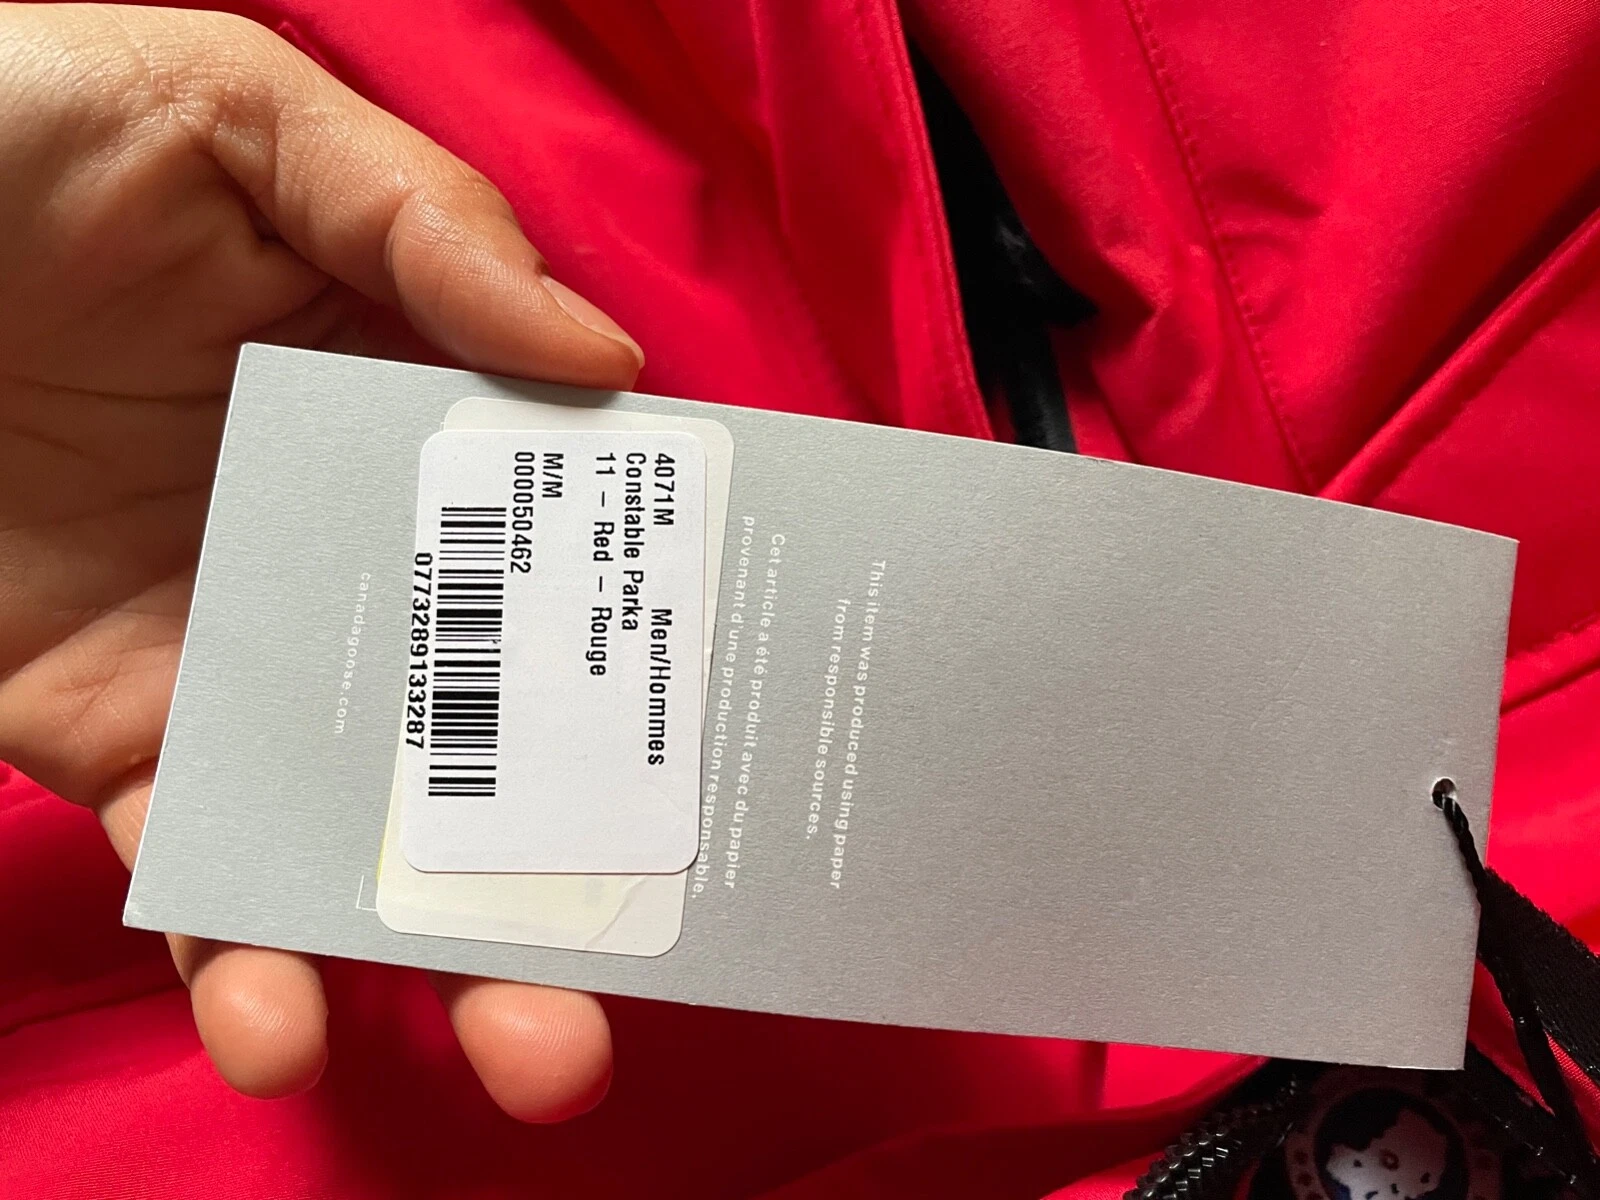 This item was produced using paper
from responsible sources.
Cet article a été produit avec du papier
provenant d'une production responsable.
4071M Men/Hommes
Constable Parka
11 – Red – Rouge
M/M
000050462
0773289133287
canadagoose.com